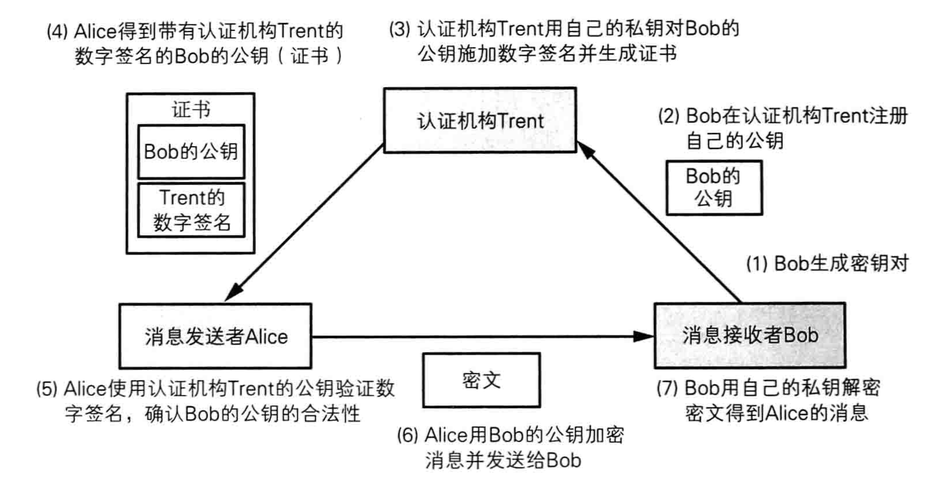 (4) Alice得到带有认证机构Trent的
数字签名的Bob的公钥（证书）
(3) 认证机构Trent用自己的私钥对Bob的
公钥施加数字签名并生成证书
证书
Bob的公钥
Trent的
数字签名
认证机构Trent
(2) Bob在认证机构Trent注册
自己的公钥
Bob的
公钥
(1) Bob生成密钥对
消息发送者Alice
消息接收者Bob
(5) Alice使用认证机构Trent的公钥验证数
字签名，确认Bob的公钥的合法性
密文
(6) Alice用Bob的公钥加密
消息并发送给Bob
(7) Bob用自己的私钥解密
密文得到Alice的消息